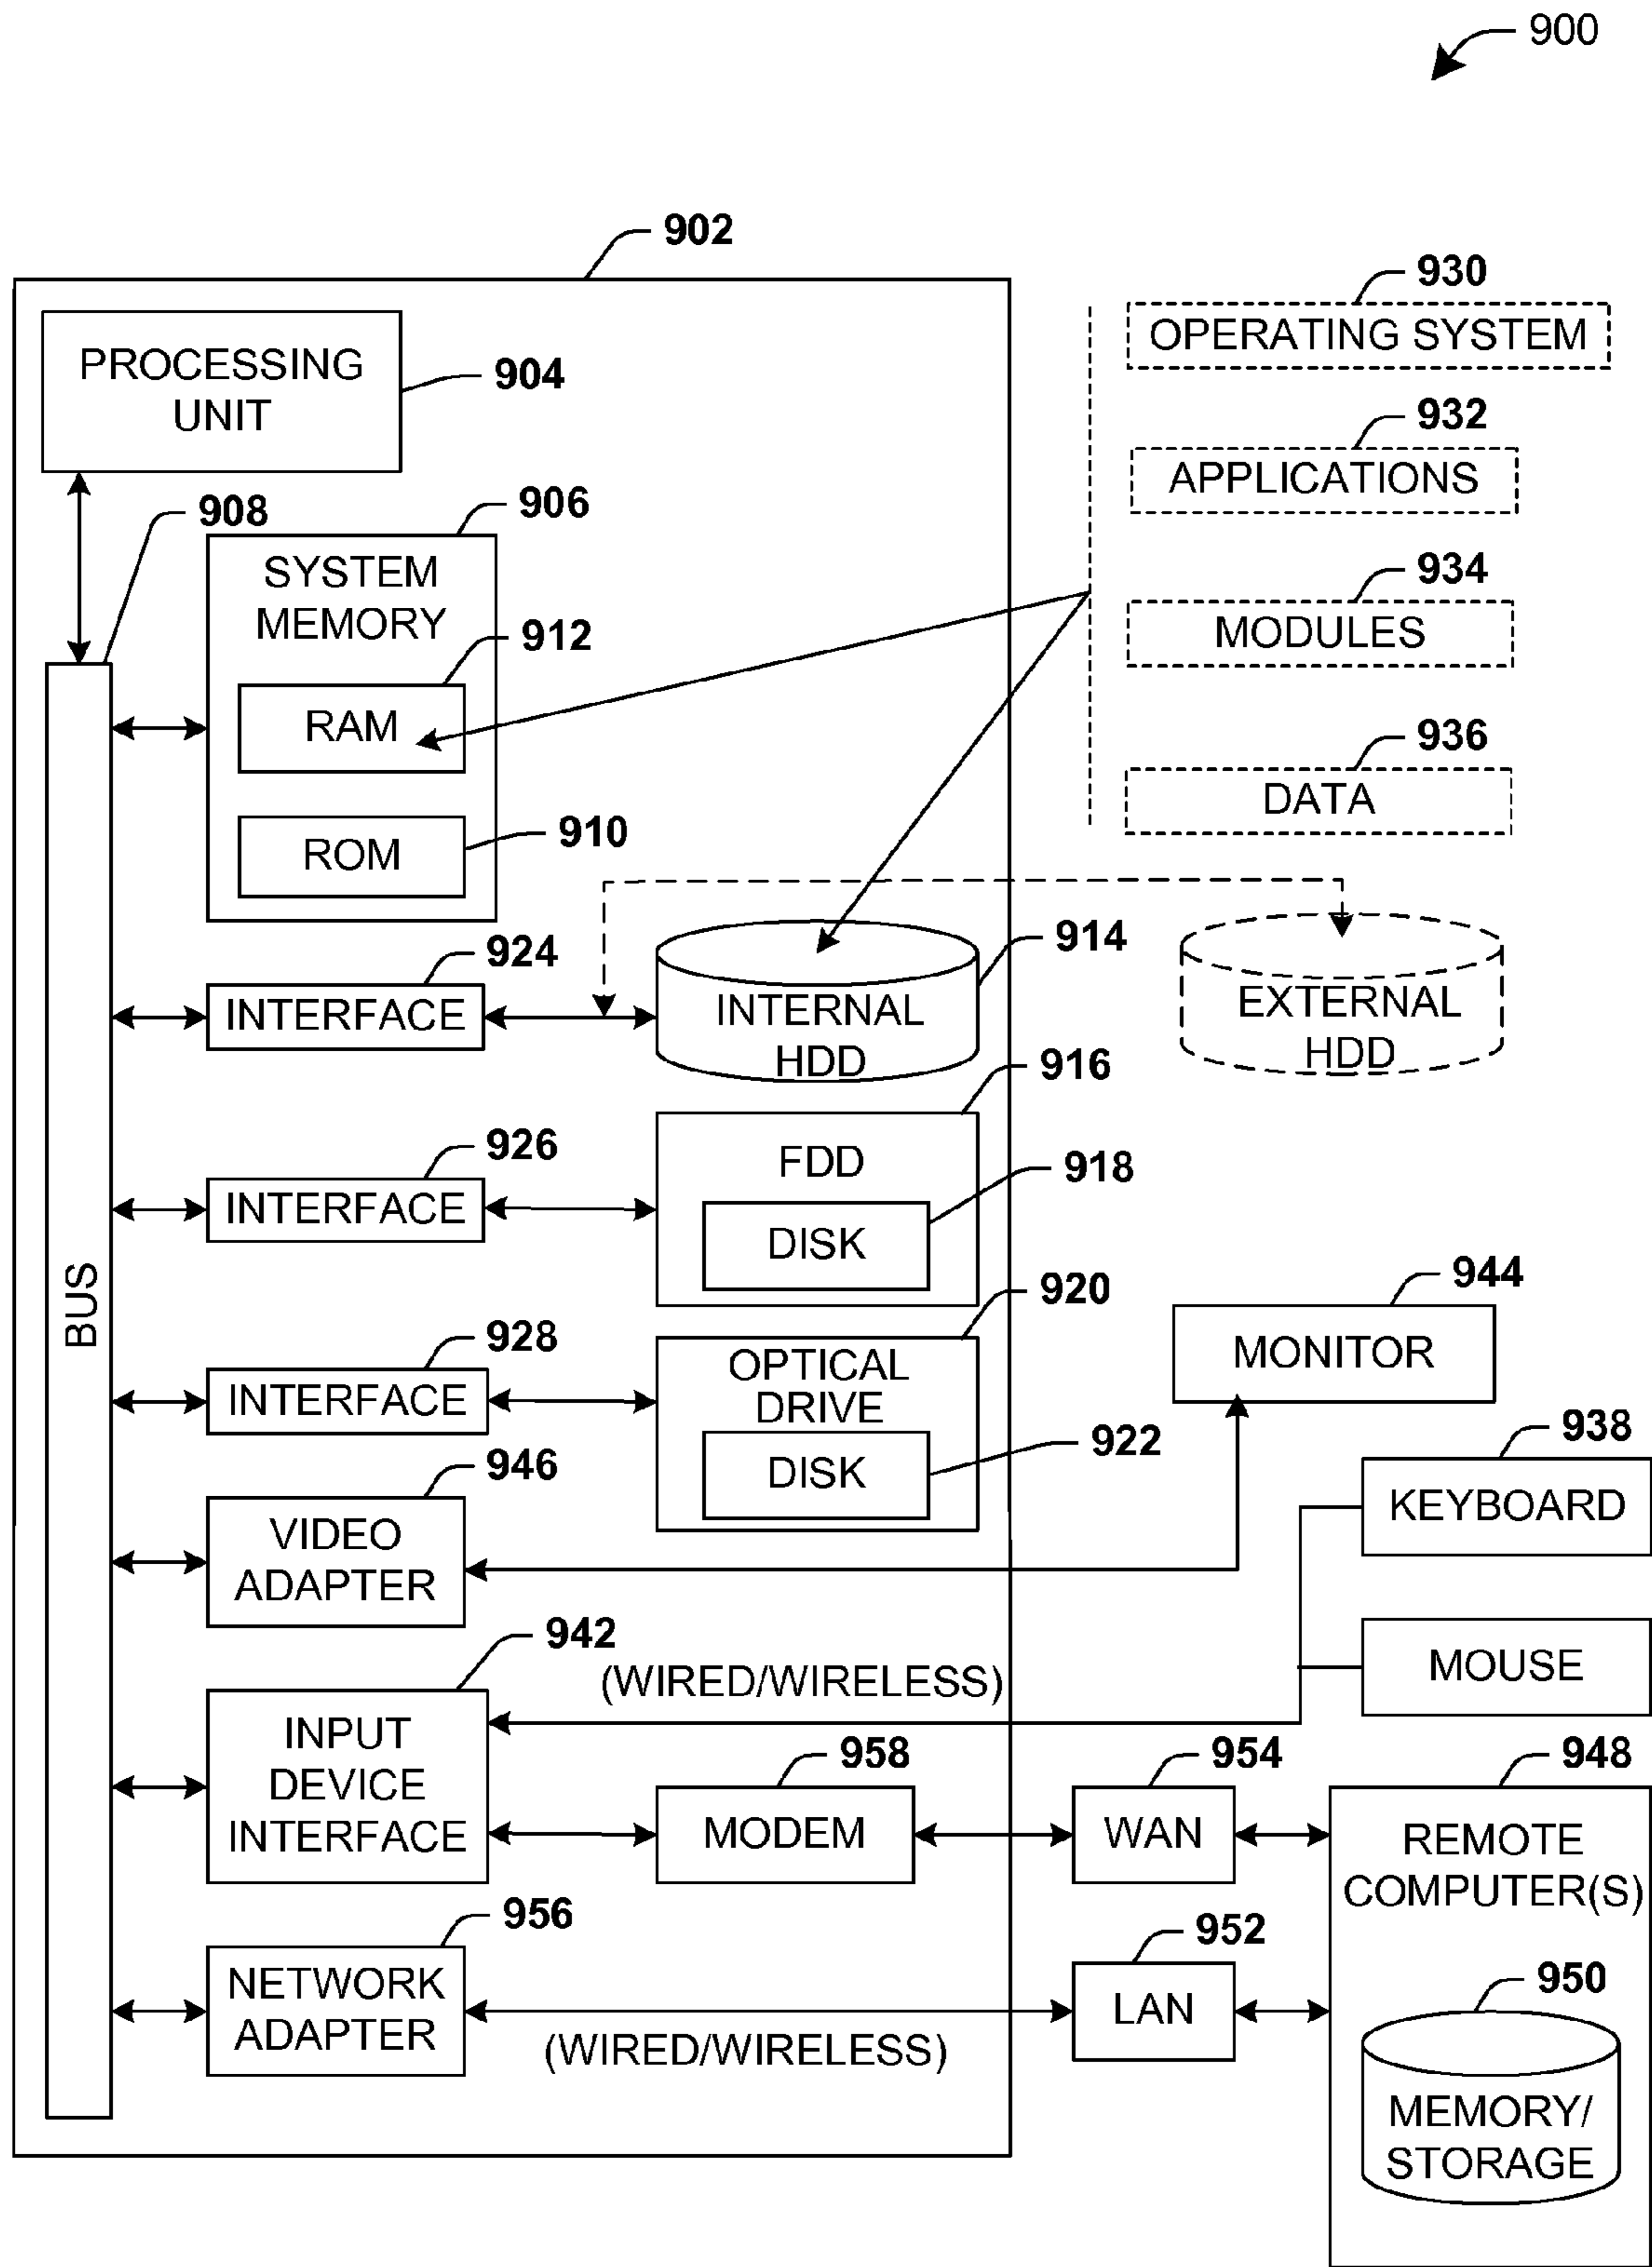 900
902
930
OPERATING SYSTEM
PROCESSING
UNIT
904
932
APPLICATIONS
908
906
SYSTEM
MEMORY
934
MODULES
912
RAM
936
DATA
910
ROM
924
INTERFACE
914
INTERNAL
HDD
EXTERNAL
HDD
916
FDD
926
INTERFACE
918
DISK
BUS
920
OPTICAL
DRIVE
928
INTERFACE
922
DISK
944
MONITOR
938
KEYBOARD
946
VIDEO
ADAPTER
942
(WIRED/WIRELESS)
MOUSE
INPUT
DEVICE
INTERFACE
958
MODEM
954
WAN
948
REMOTE
COMPUTER(S)
956
NETWORK
ADAPTER
(WIRED/WIRELESS)
952
LAN
950
MEMORY/
STORAGE